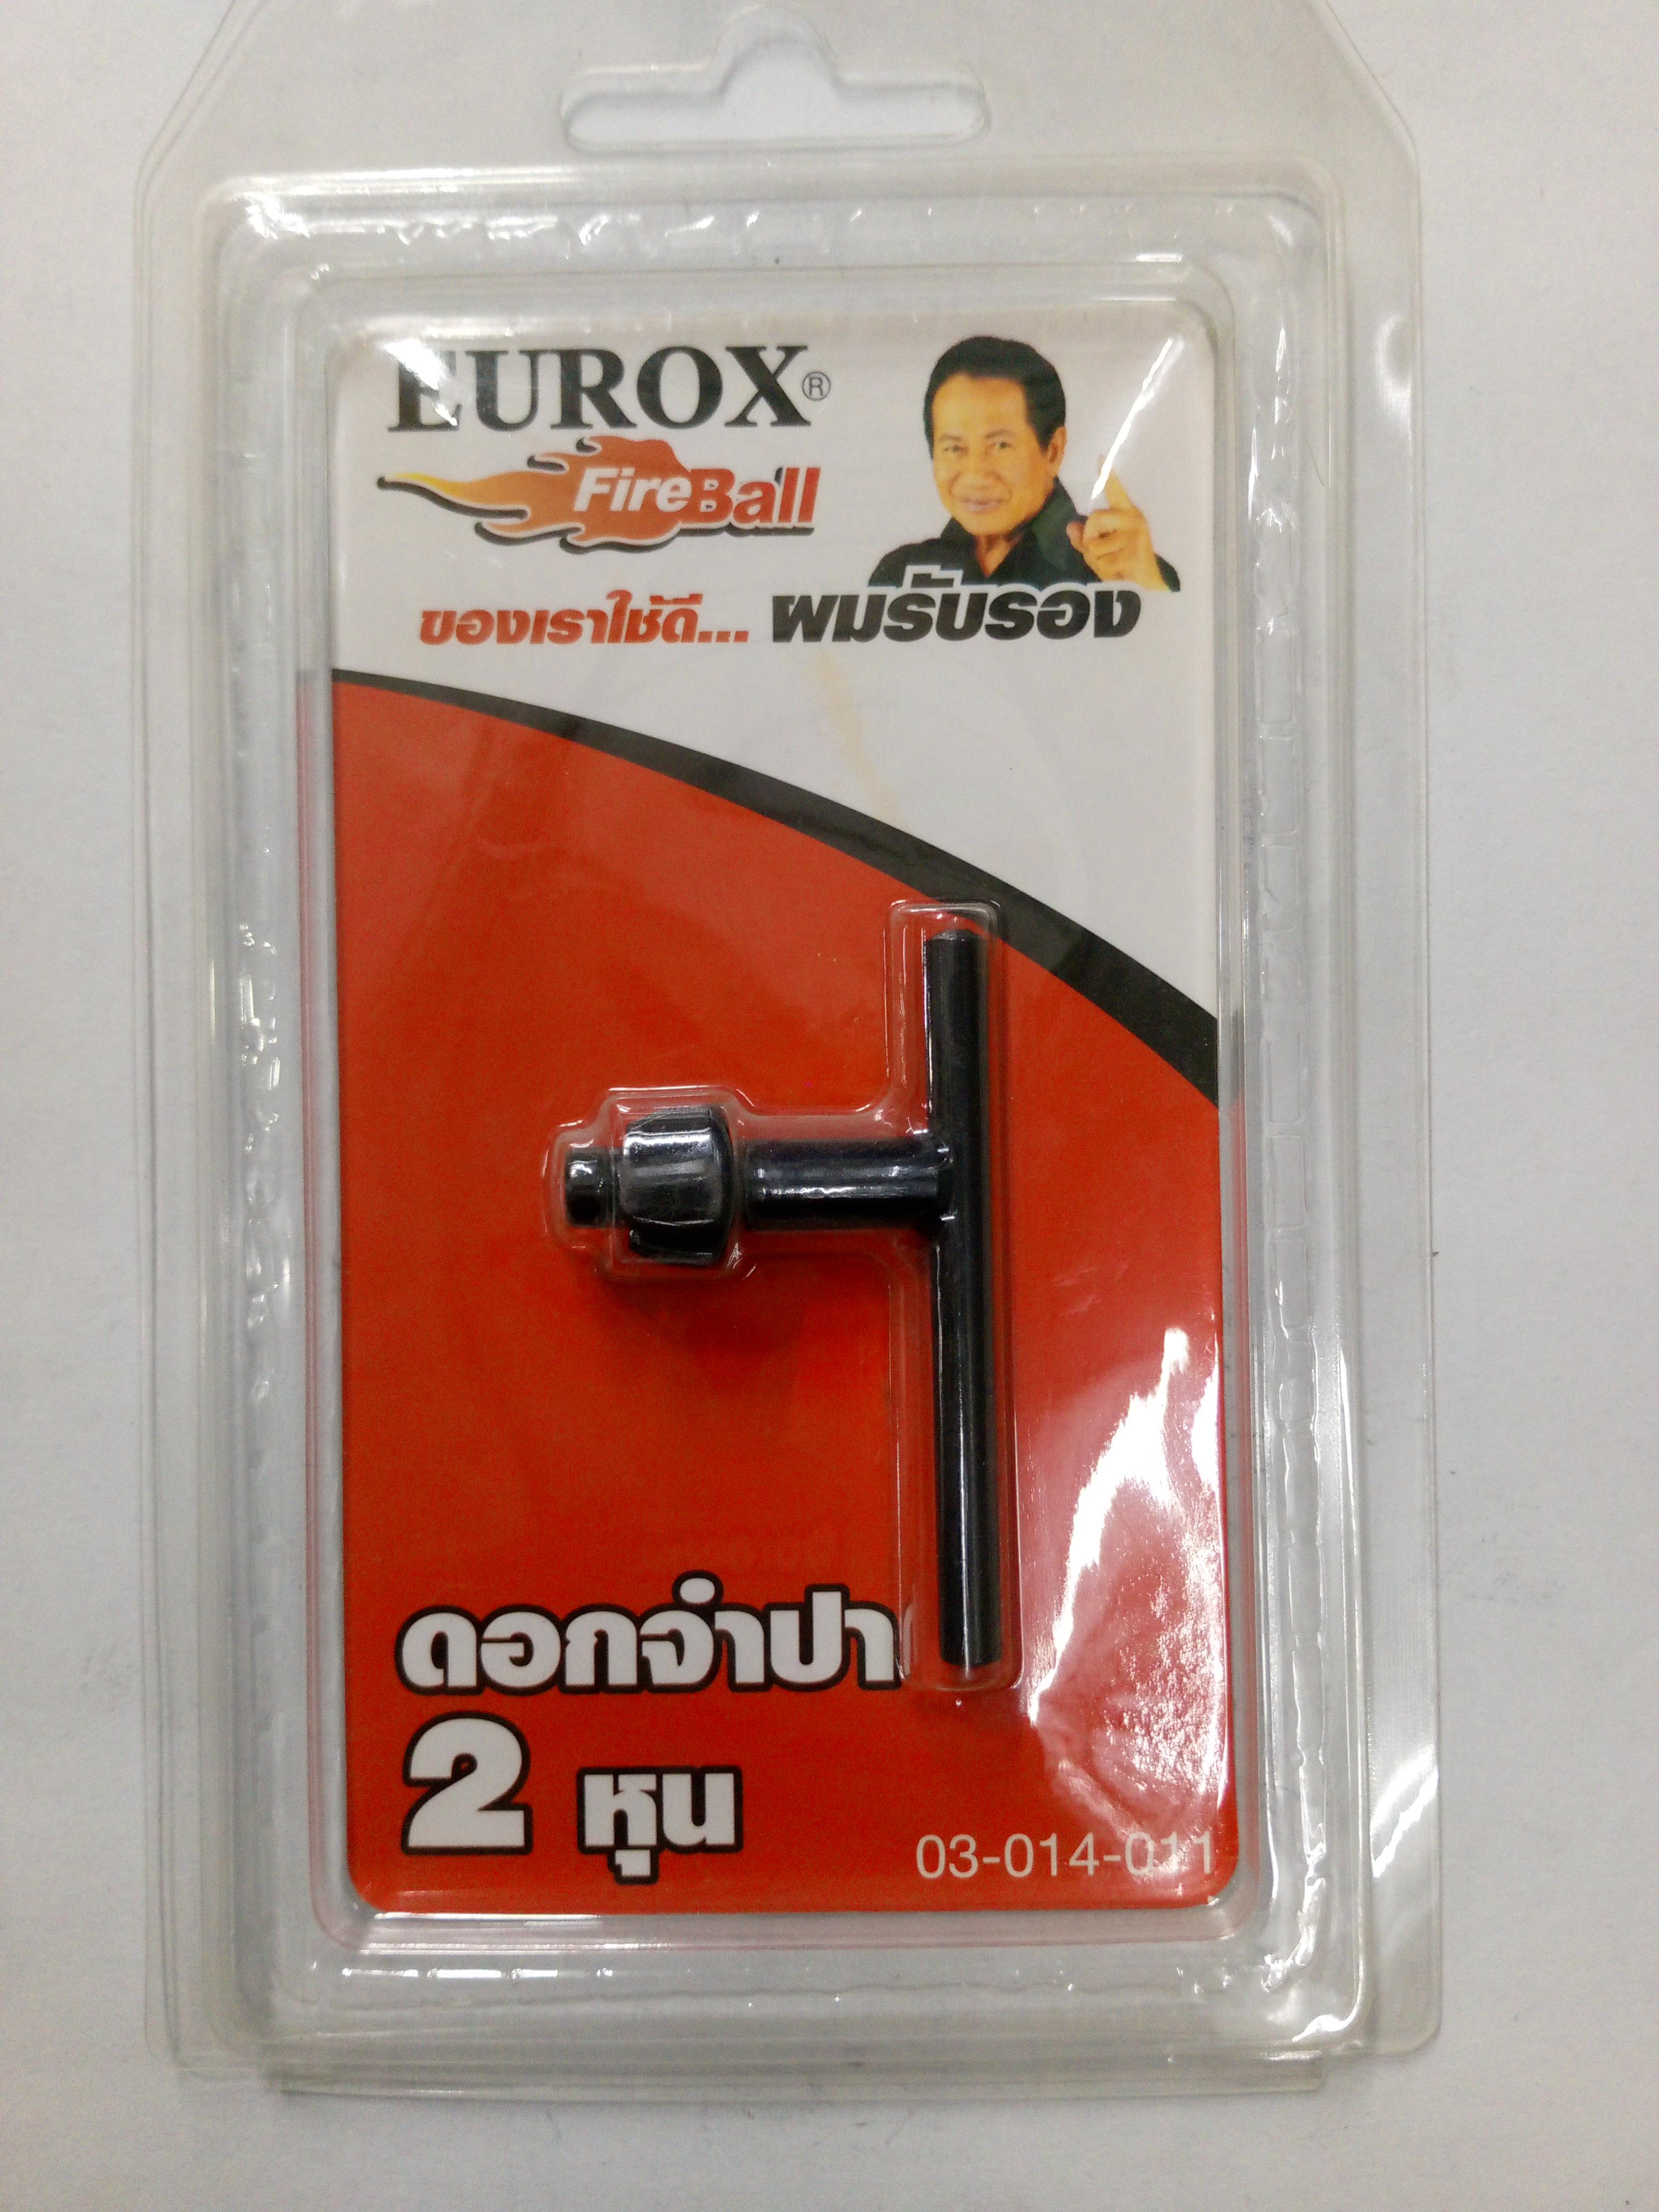 EUROX®
FireBall
ของเราใช้ดี... ผมรับรอง
ดอกจำปา
2 หุน
03-014-011